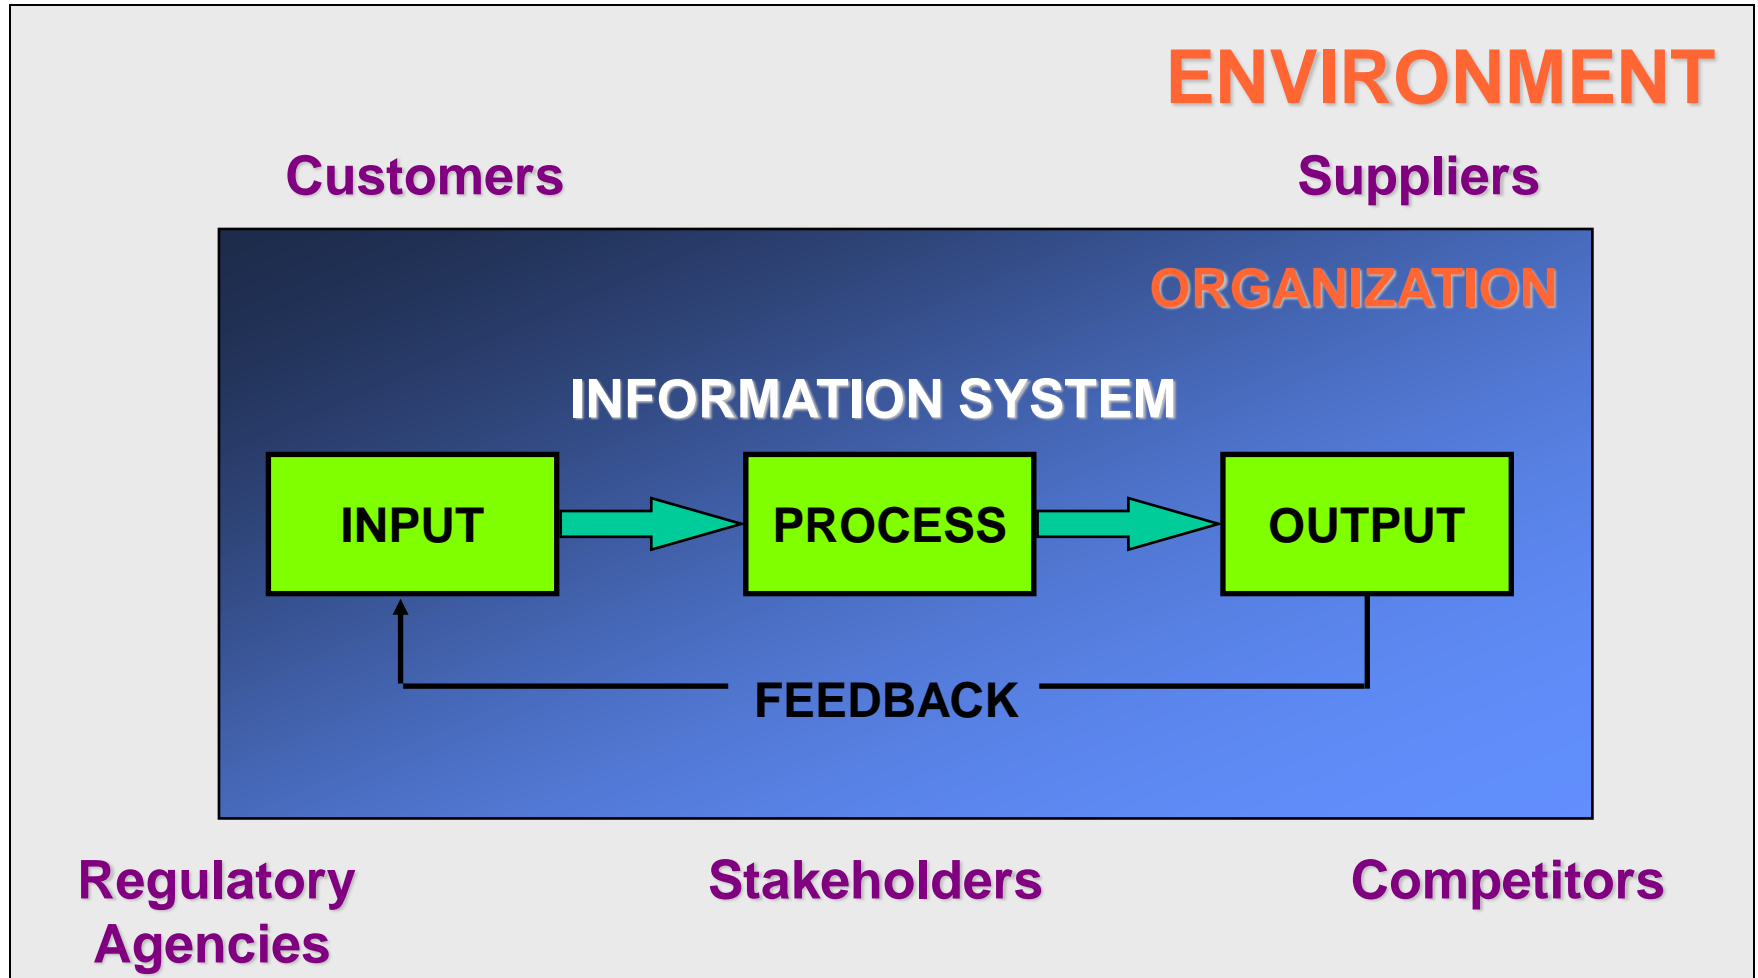 ENVIRONMENT
Customers
Suppliers
ORGANIZATION
INFORMATION SYSTEM
INPUT
PROCESS
OUTPUT
FEEDBACK
Regulatory
Agencies
Stakeholders
Competitors